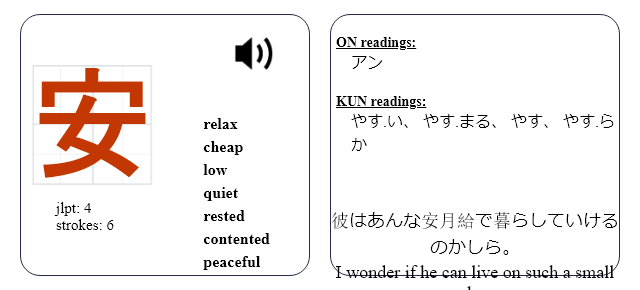 安
relax
cheap
low
quiet
rested
contented
peaceful
jlpt: 4
strokes: 6
ON readings:
アン
KUN readings:
やす.い、 やす.まる、 やす、 やす.ら
か
彼はあんな安月給で暮らしていける
のかしら。
I wonder if he can live on such a small